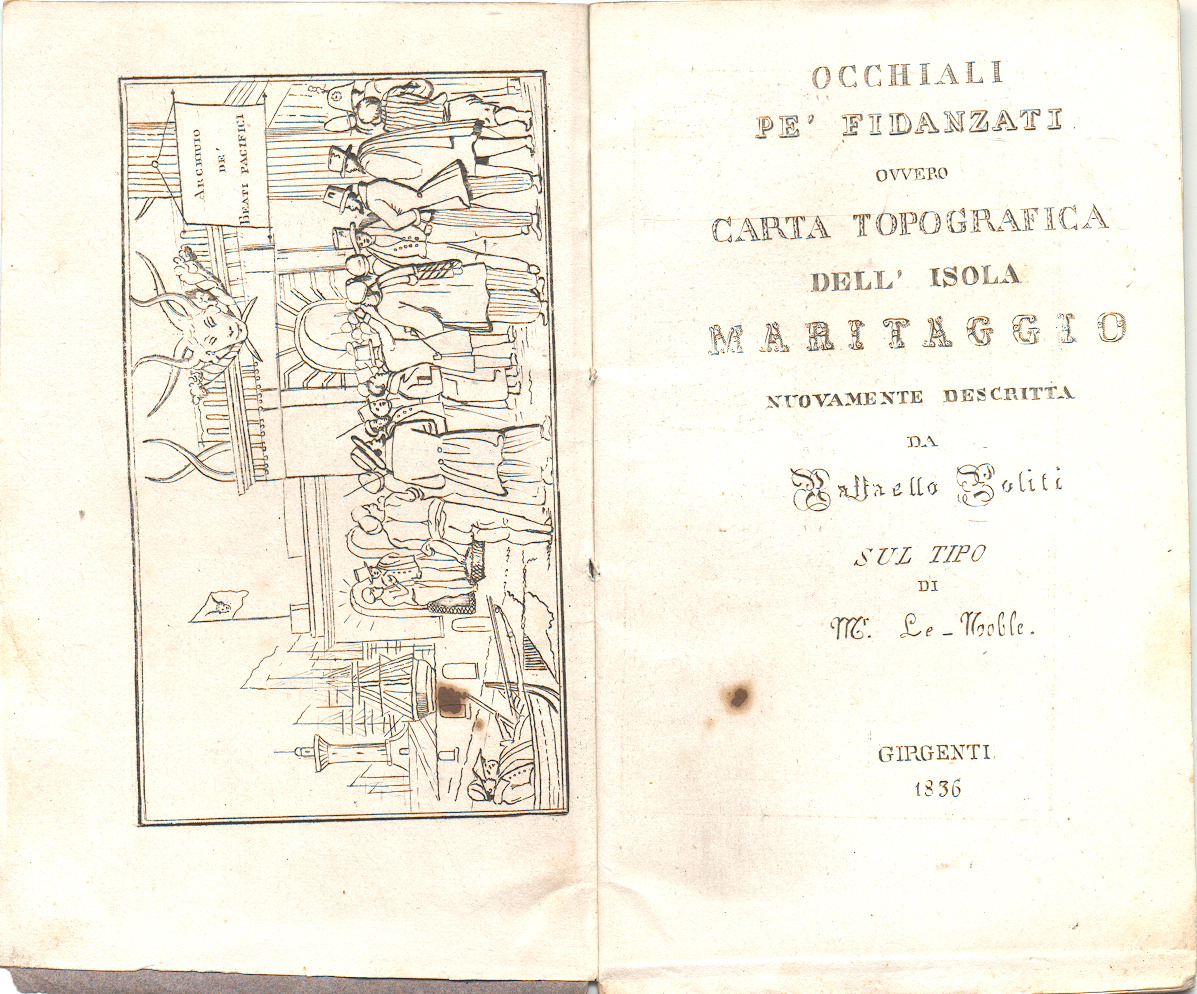 ARCHIVIO
DE'
BEATI PACIFICI
OCCHIALI
PE' FIDANZATI
OVVERO
CARTA TOPOGRAFICA
DELL' ISOLA
MARITAGGIO
NUOVAMENTE DESCRITTA
DA
Raffaello Politi
SUL TIPO
DI
Mr. Le-Noble.
GIRGENTI
1836